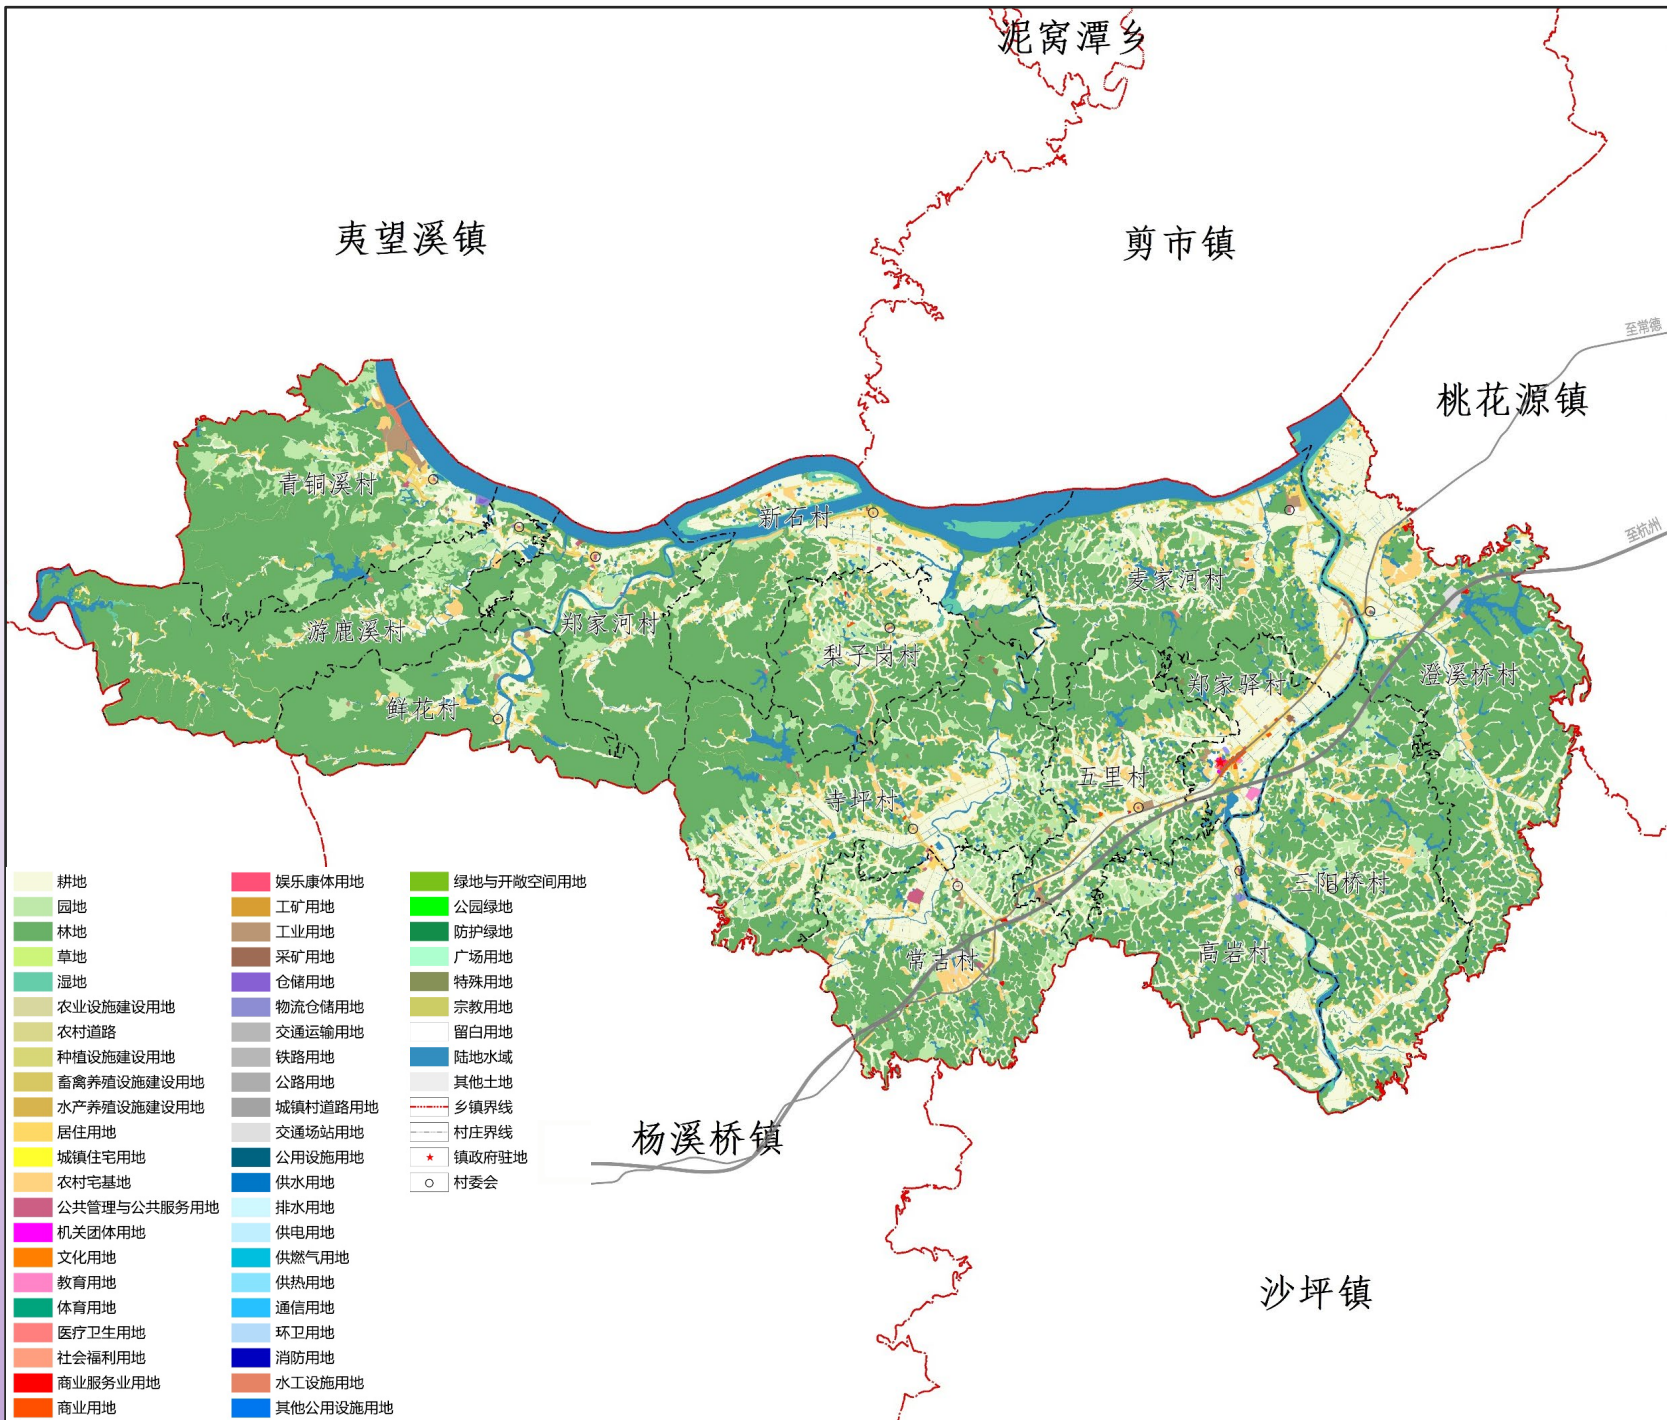 泥窝潭乡
夷望溪镇
剪市镇
至常德
桃花源镇
至杭州
青铜溪村
新石村
麦家河村
游鹿溪村
郑家河村
梨子岗村
郑家驿村
澄溪桥村
鲜花村
五里村
寺坪村
三阳桥村
高岩村
常吉村
杨溪桥镇
沙坪镇
耕地
园地
林地
草地
湿地
农业设施建设用地
农村道路
种植设施建设用地
畜禽养殖设施建设用地
水产养殖设施建设用地
居住用地
城镇住宅用地
农村宅基地
公共管理与公共服务用地
机关团体用地
文化用地
教育用地
体育用地
医疗卫生用地
社会福利用地
商业服务业用地
商业用地
娱乐康体用地
工矿用地
工业用地
采矿用地
仓储用地
物流仓储用地
交通运输用地
铁路用地
公路用地
城镇村道路用地
交通场站用地
公用设施用地
供水用地
排水用地
供电用地
供燃气用地
供热用地
通信用地
环卫用地
消防用地
水工设施用地
其他公用设施用地
绿地与开敞空间用地
公园绿地
防护绿地
广场用地
特殊用地
宗教用地
留白用地
陆地水域
其他土地
乡镇界线
村庄界线
镇政府驻地
村委会